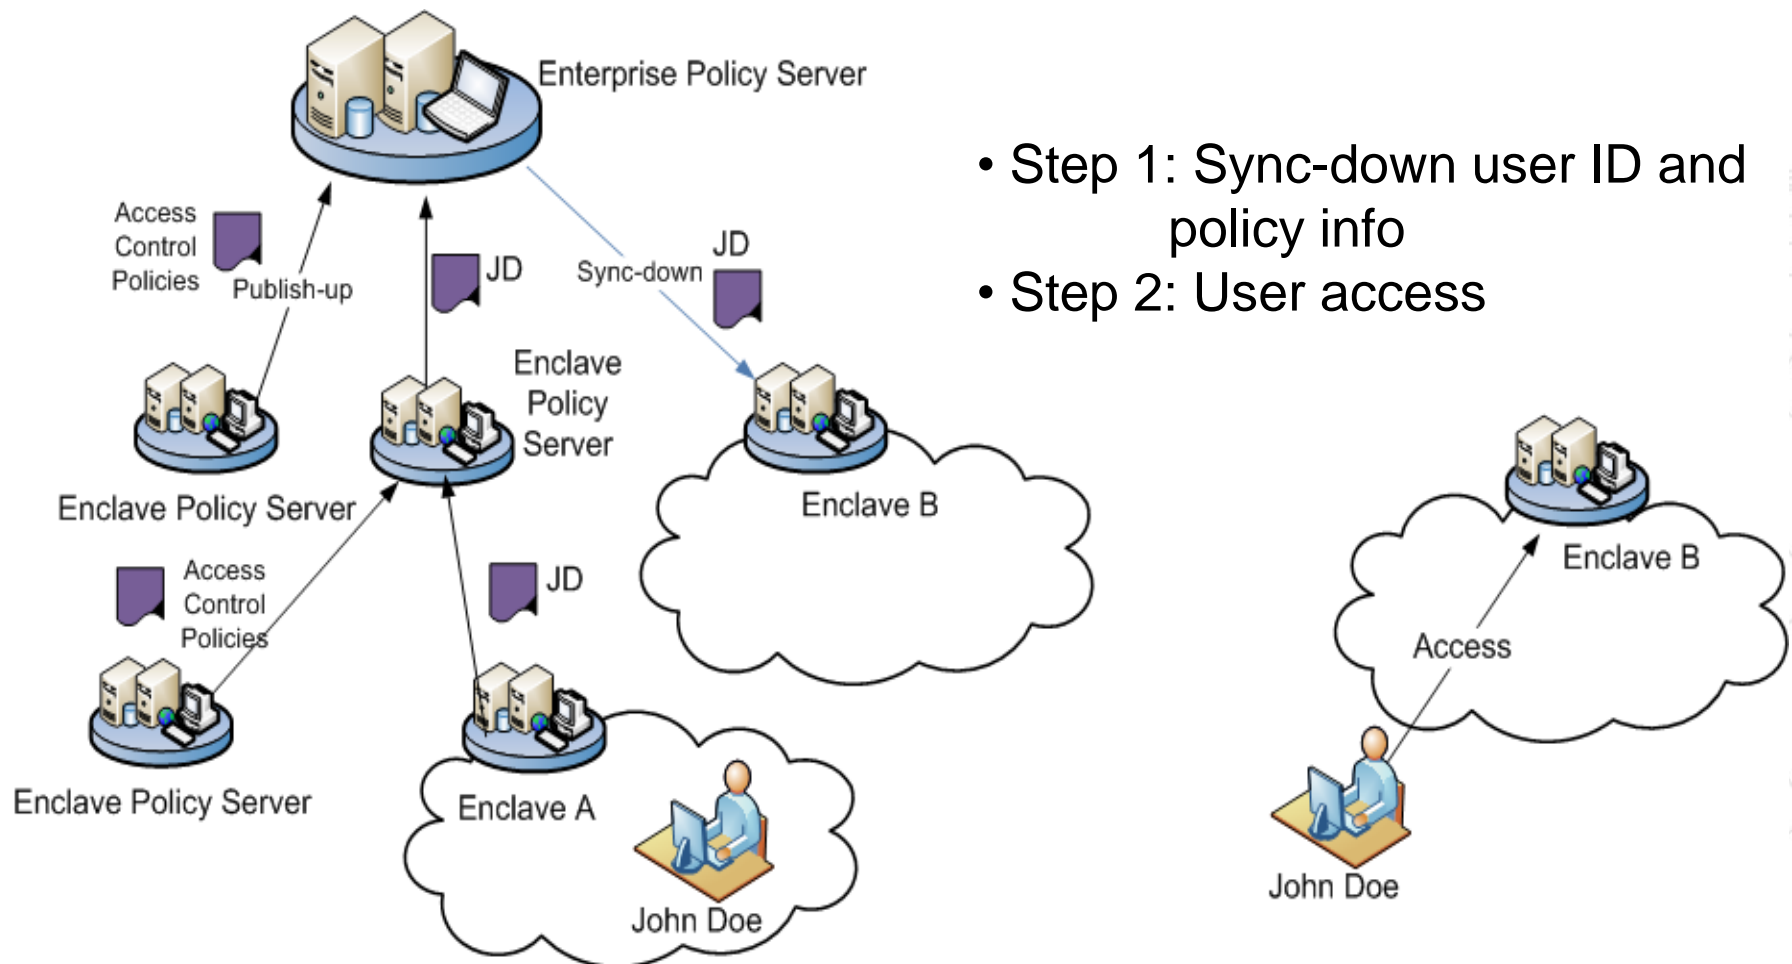 Enterprise Policy Server
• Step 1: Sync-down user ID and
policy info
• Step 2: User access
Access
Control
Policies
Publish-up
JD
Sync-down
JD
Enclave
Policy
Server
Enclave Policy Server
Enclave B
Access
Control
Policies
JD
Enclave Policy Server
Enclave A
John Doe
Enclave B
Access
John Doe